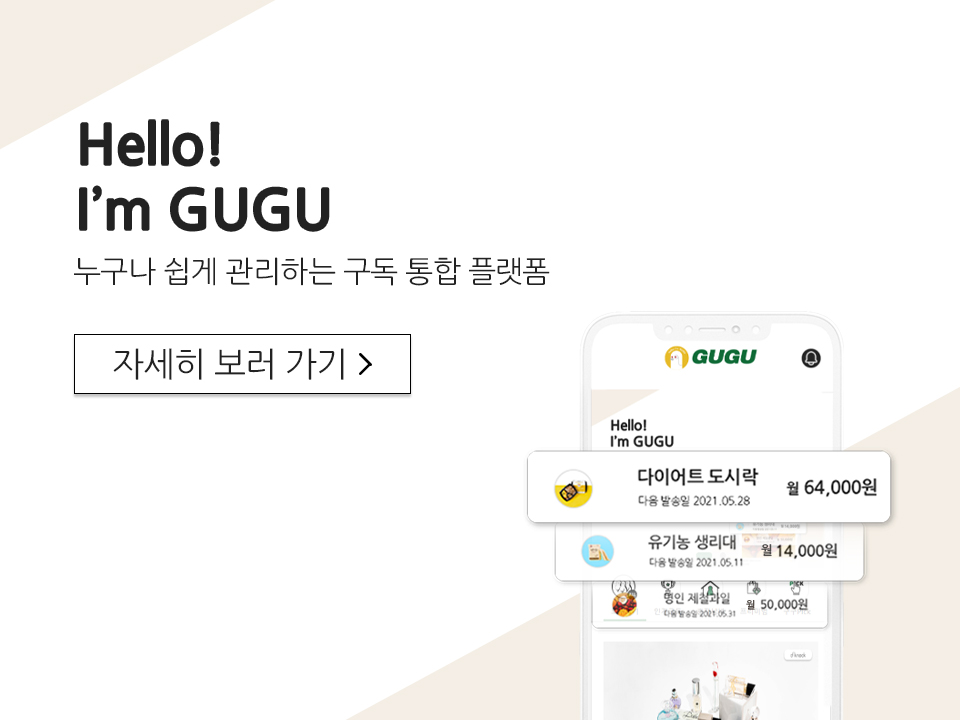 Hello!
I'm GUGU
누구나 쉽게 관리하는 구독 통합 플랫폼
자세히 보러 가기 >
GUGU
Hello!
I'm GUGU
다이어트 도시락
월 64,000원
다음 발송일 2021.05.28
유기농 생리대
월 14,000원
다음 발송일 2021.05.11
명인 제철과일
월 50,000원
다음 발송일 2021.05.31